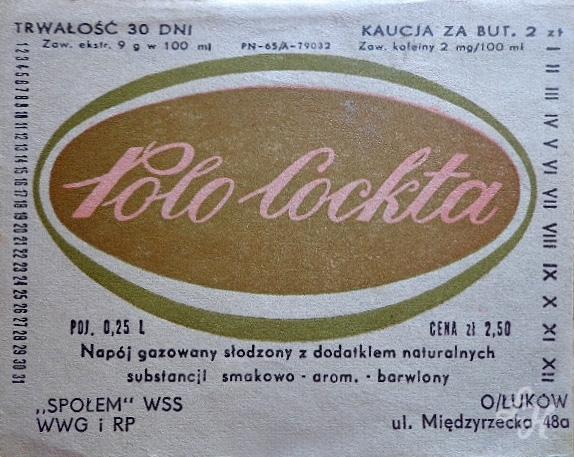 TRWAŁOŚĆ 30 DNI
KAUCJA ZA BUT. 2 zł
Zaw. ekstr. 9 g w 100 ml
PN-65/A-79032
Zaw. kofeiny 2 mg/100 ml
1 2 3 4 5 6 7 8 9 10 11 12 13 14 15 16 17 18 19 20 21 22 23 24 25 26 27 28 29 30 31
I II III IV V VI VII VIII IX X XI XII
Polo Cockta
POJ. 0,25 L
CENA zł 2,50
Napój gazowany słodzony z dodatkiem naturalnych
substancji smakowo - arom. - barwiony
„SPOŁEM" WSS
WWG i RP
O/ŁUKÓW
ul. Międzyrzecka 48a